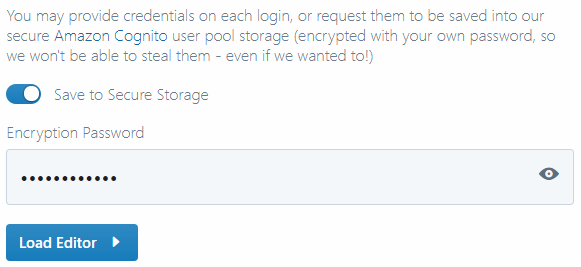 You may provide credentials on each login, or request them to be saved into our
secure Amazon Cognito user pool storage (encrypted with your own password, so
we won't be able to steal them - even if we wanted to!)
Save to Secure Storage
Encryption Password
••••••••••••
Load Editor